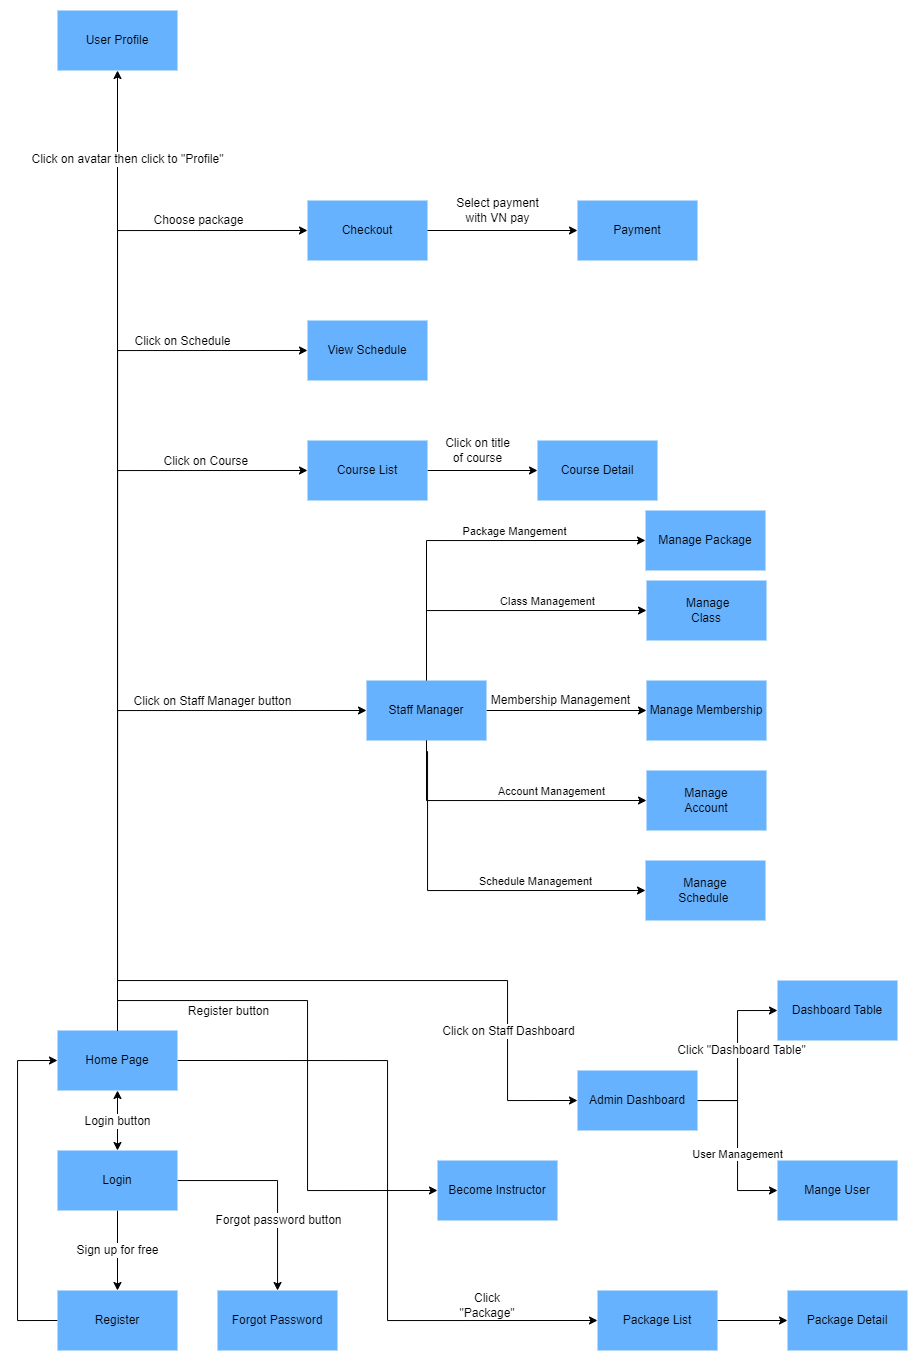 User Profile
Click on avatar then click to "Profile"
Choose package
Checkout
Select payment
with VN pay
Payment
Click on Schedule
View Schedule
Click on Course
Course List
Click on title
of course
Course Detail
Package Mangement
Manage Package
Class Management
Manage
Class
Click on Staff Manager button
Staff Manager
Membership Management
Manage Membership
Account Management
Manage
Account
Schedule Management
Manage
Schedule
Register button
Click on Staff Dashboard
Dashboard Table
Click "Dashboard Table"
Home Page
Admin Dashboard
Login button
User Management
Login
Become Instructor
Mange User
Forgot password button
Sign up for free
Click
"Package"
Register
Forgot Password
Package List
Package Detail